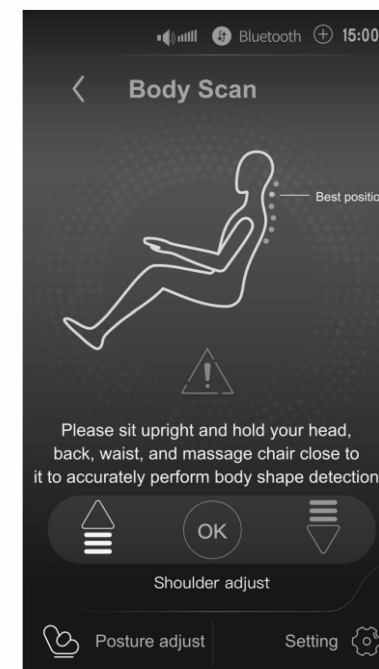 Bluetooth 15:00
Body Scan
Best positio
Please sit upright and hold your head,
back, waist, and massage chair close to
it to accurately perform body shape detection
OK
Shoulder adjust
Posture adjust Setting